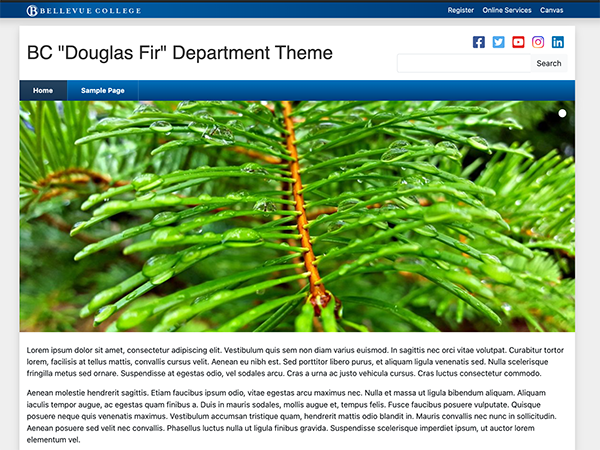 BELLEVUE COLLEGE
Register Online Services Canvas
BC "Douglas Fir" Department Theme
Search
Home Sample Page
Lorem ipsum dolor sit amet, consectetur adipiscing elit. Vestibulum quis sem non diam varius euismod. In sagittis nec orci vitae volutpat. Curabitur tortor
lorem, facilisis at tellus mattis, convallis cursus velit. Aenean eu nibh est. Sed porttitor libero purus, et aliquam ligula venenatis sed. Nulla scelerisque
fringilla metus sed ornare. Suspendisse at egestas odio, vel sodales arcu. Cras a urna ac justo vehicula cursus. Cras luctus consectetur commodo.
Aenean molestie hendrerit sagittis. Etiam faucibus ipsum odio, vitae egestas arcu maximus nec. Nulla et massa ut ligula bibendum aliquam. Aliquam
iaculis tempor augue, ac egestas quam finibus a. Duis in mauris sodales, mollis augue et, tempus felis. Fusce faucibus posuere vulputate. Quisque
posuere neque quis venenatis maximus. Vestibulum accumsan tristique quam, hendrerit mattis odio blandit in. Mauris convallis nec nunc in sollicitudin.
Aenean posuere sed velit nec convallis. Phasellus luctus nulla ut ligula finibus gravida. Suspendisse scelerisque imperdiet ipsum, ut auctor lorem
elementum vel.